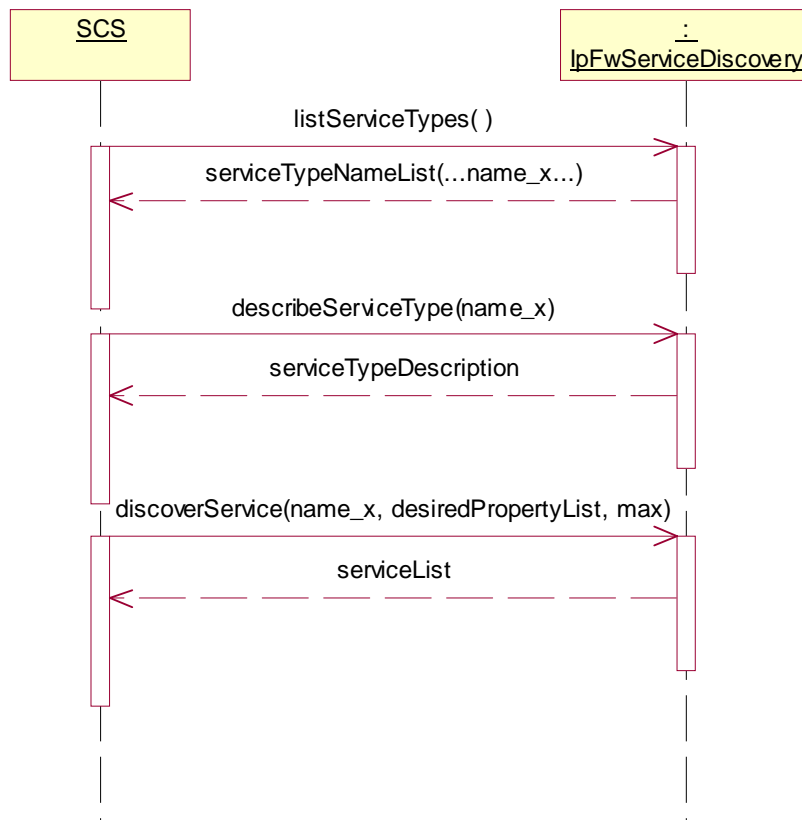 SCS
:
IpFwServiceDiscovery
listServiceTypes( )
serviceTypeNameList(...name_x...)
describeServiceType(name_x)
serviceTypeDescription
discoverService(name_x, desiredPropertyList, max)
serviceList